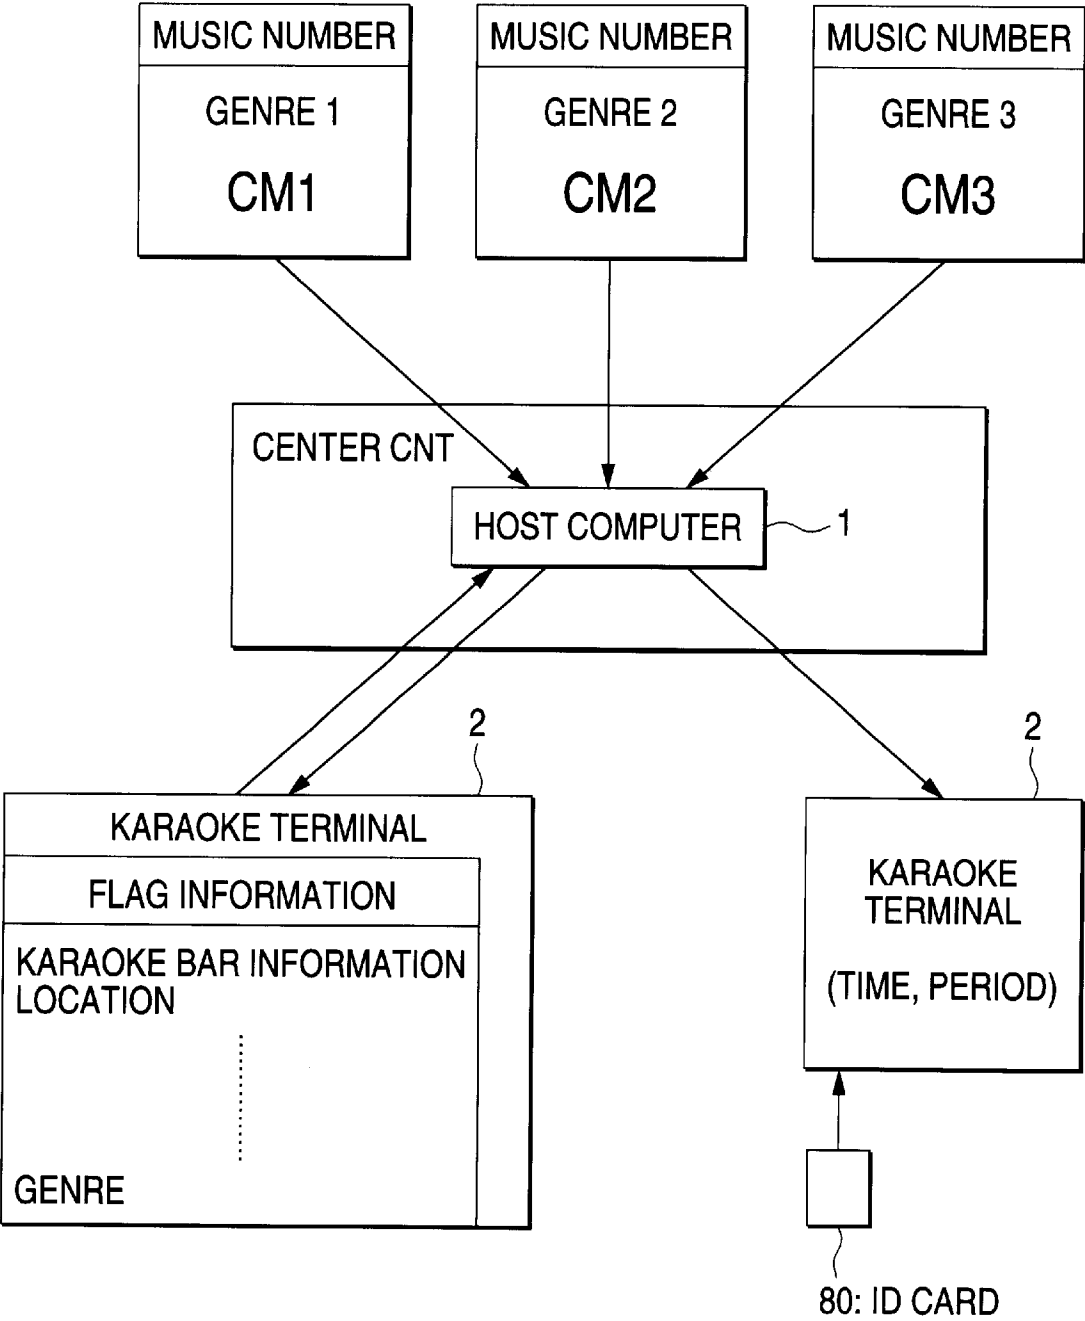 MUSIC NUMBER
GENRE 1
CM1
MUSIC NUMBER
GENRE 2
CM2
MUSIC NUMBER
GENRE 3
CM3
CENTER CNT
HOST COMPUTER
1
2
KARAOKE TERMINAL
FLAG INFORMATION
KARAOKE BAR INFORMATION
LOCATION
GENRE
2
KARAOKE
TERMINAL
(TIME, PERIOD)
80: ID CARD